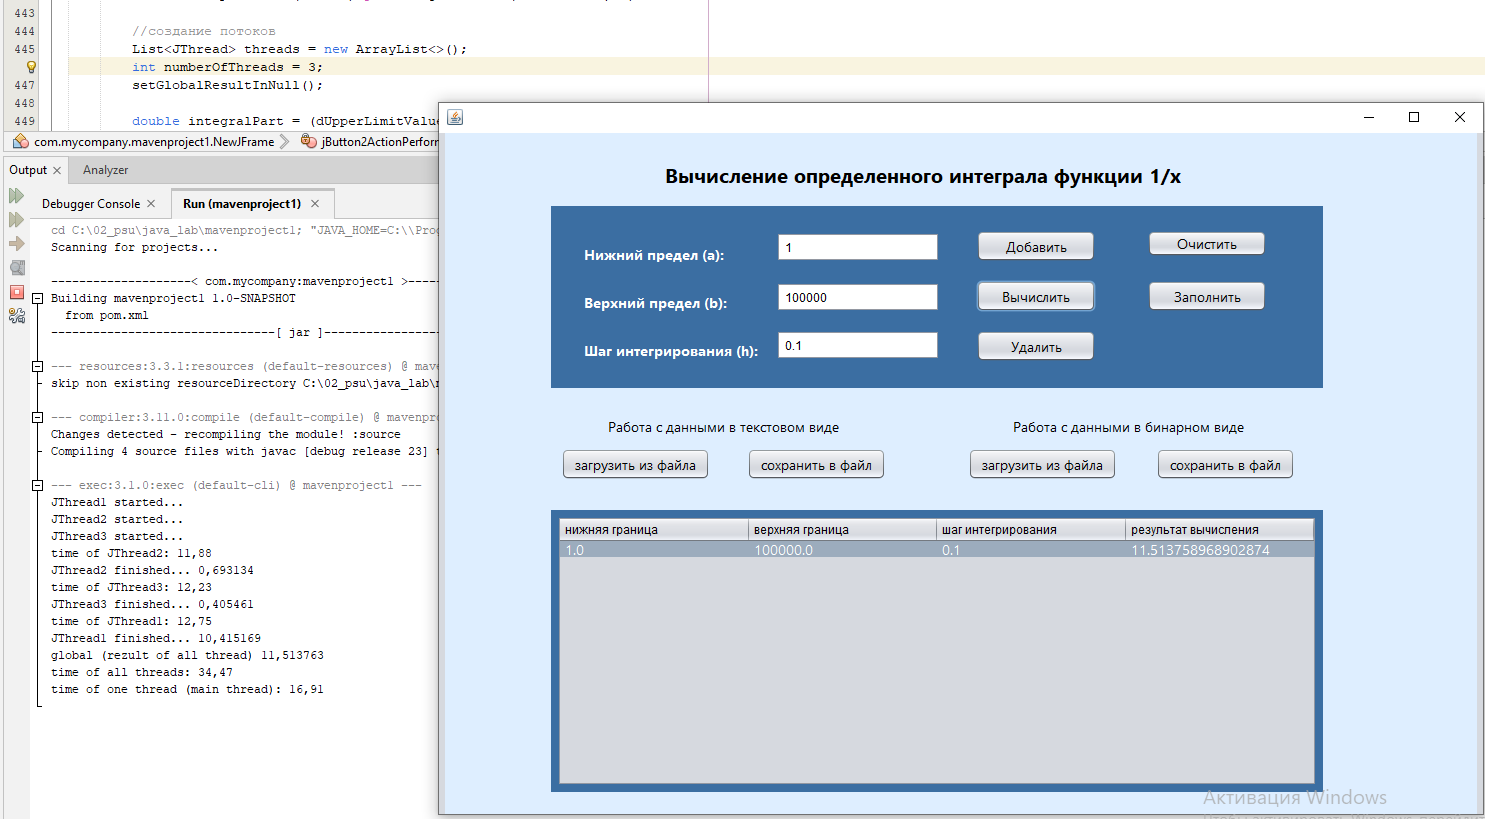 443
444 //создание потоков
445 List<JThread> threads = new ArrayList<>();
int numberOfThreads = 3;
447 setGlobalResultInNull();
448
449 double integralPart = (dUpperLimitValu
com.mycompany.mavenproject1.NewJFrame jButton2ActionPerfor
Output Analyzer
Debugger Console Run (mavenproject1)
cd C:\02_psu\java_lab\mavenproject1; "JAVA_HOME=C:\\Prog
Scanning for projects...
--------------------< com.mycompany:mavenproject1 >-----
Building mavenproject1 1.0-SNAPSHOT
from pom.xml
--------------------------------[ jar ]-----------------
--- resources:3.3.1:resources (default-resources) @ mave
skip non existing resourceDirectory C:\02_psu\java_lab\m
--- compiler:3.11.0:compile (default-compile) @ mavenpro
Changes detected - recompiling the module! :source
Compiling 4 source files with javac [debug release 23] t
--- exec:3.1.0:exec (default-cli) @ mavenproject1 ---
JThread1 started...
JThread2 started...
JThread3 started...
time of JThread2: 11,88
JThread2 finished... 0,693134
time of JThread3: 12,23
JThread3 finished... 0,405461
time of JThread1: 12,75
JThread1 finished... 10,415169
global (rezult of all thread) 11,513763
time of all threads: 34,47
time of one thread (main thread): 16,91
Вычисление определенного интеграла функции 1/x
Нижний предел (a): 1 Добавить Очистить
Верхний предел (b): 100000 Вычислить Заполнить
Шаг интегрирования (h): 0.1 Удалить
Работа с данными в текстовом виде Работа с данными в бинарном виде
загрузить из файла сохранить в файл загрузить из файла сохранить в файл
нижняя граница верхняя граница шаг интегрирования результат вычисления
1.0 100000.0 0.1 11.513758968902874
Активация Windows